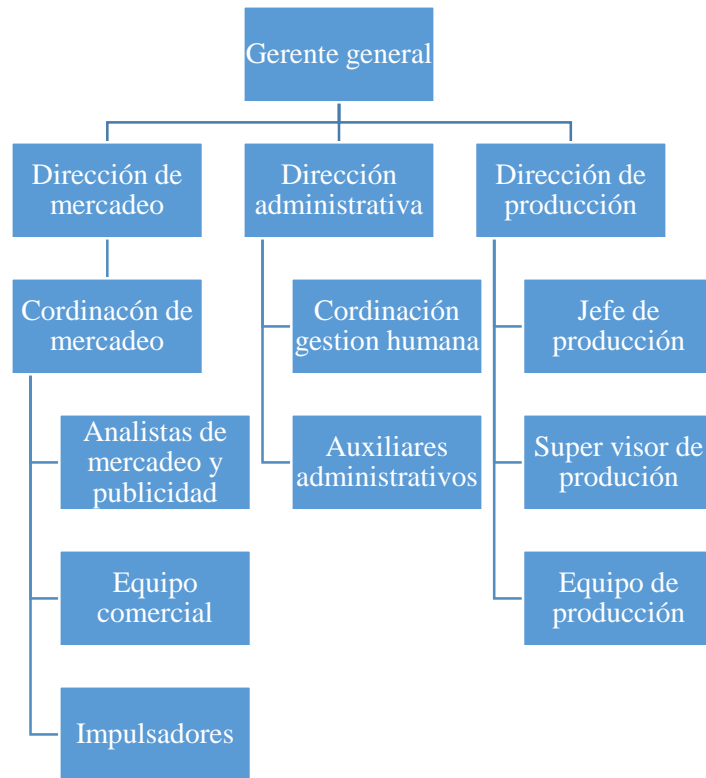 Gerente general
Dirección de
mercadeo
Dirección
administrativa
Dirección de
producción
Cordinacón de
mercadeo
Cordinación
gestion humana
Jefe de
producción
Analistas de
mercadeo y
publicidad
Auxiliares
administrativos
Super visor de
produción
Equipo
comercial
Equipo de
producción
Impulsadores